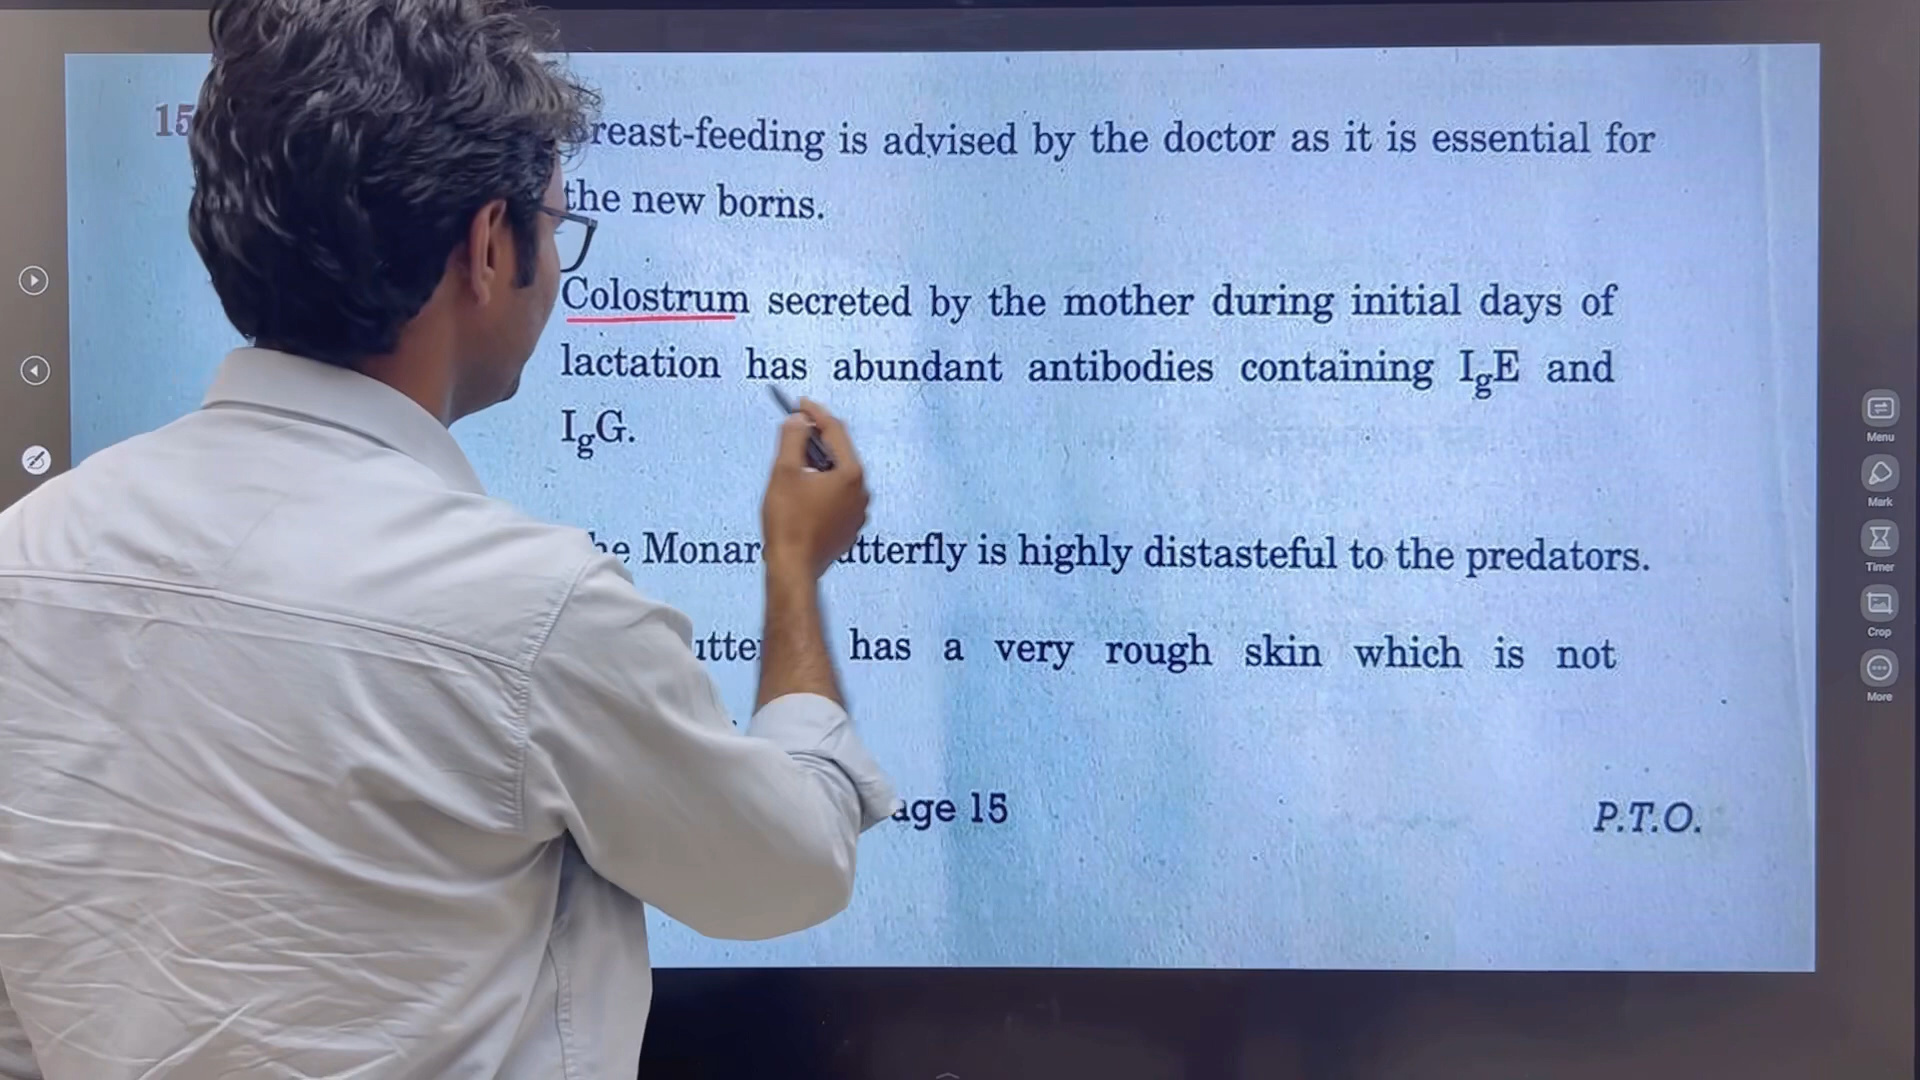 15
reast-feeding is advised by the doctor as it is essential for
the new borns.
Colostrum secreted by the mother during initial days of
lactation has abundant antibodies containing IgE and
IgG.
he Monar utterfly is highly distasteful to the predators.
utte has a very rough skin which is not
age 15
P.T.O.
Menu
Mark
Timer
Crop
More